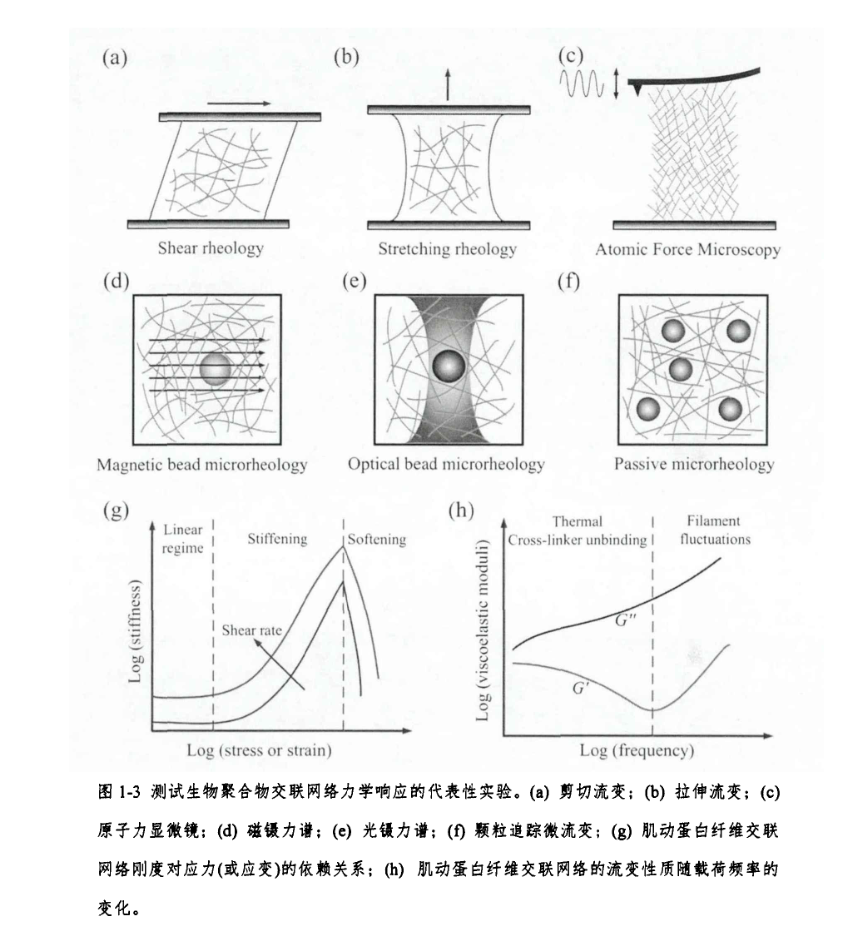 (a) (b) (c)
Shear rheology Stretching rheology Atomic Force Microscopy
(d) (e) (f)
Magnetic bead microrheology Optical bead microrheology Passive microrheology
(g)
Linear
regime
Stiffening
Softening
Shear rate
Log (stiffness)
Log (stress or strain)
(h)
Thermal
Cross-linker unbinding
Filament
fluctuations
G″
G′
Log (viscoelastic moduli)
Log (frequency)
图 1-3 测试生物聚合物交联网络力学响应的代表性实验。(a) 剪切流变；(b) 拉伸流变；(c)
原子力显微镜；(d) 磁镊力谱；(e) 光镊力谱；(f) 颗粒追踪微流变；(g) 肌动蛋白纤维交联
网络刚度对应力(或应变)的依赖关系；(h) 肌动蛋白纤维交联网络的流变性质随载荷频率的
变化。